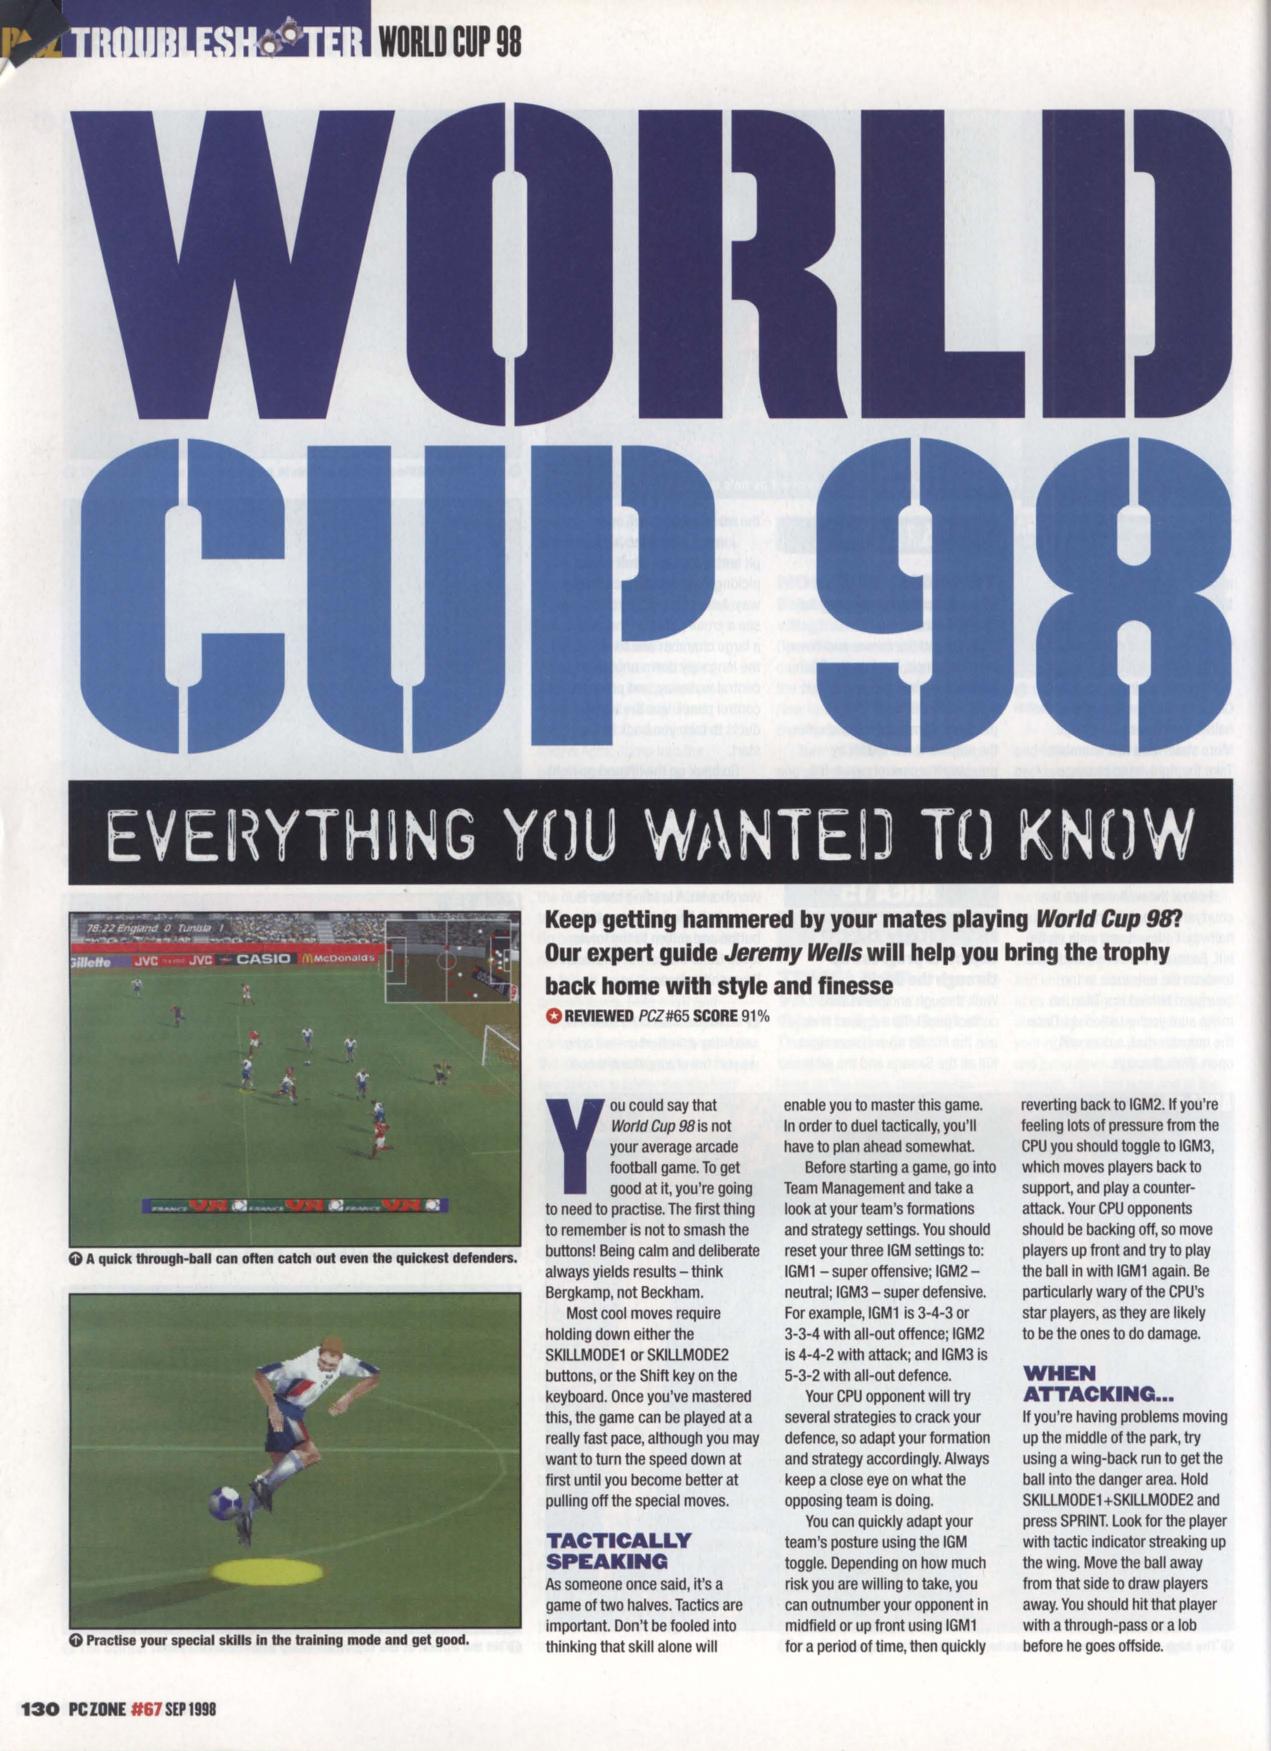 PCZ TROUBLESHOOTER WORLD CUP 98
WORLD
CUP 98
EVERYTHING YOU WANTED TO KNOW
78:22 England 0 Tunisia 1
Gillette JVC JVC CASIO McDonald's
FRANCE FRANCE FRANCE
A quick through-ball can often catch out even the quickest defenders.
Practise your special skills in the training mode and get good.
Keep getting hammered by your mates playing World Cup 98?
Our expert guide Jeremy Wells will help you bring the trophy
back home with style and finesse
REVIEWED PCZ #65 SCORE 91%
You could say that
World Cup 98 is not
your average arcade
football game. To get
good at it, you're going
to need to practise. The first thing
to remember is not to smash the
buttons! Being calm and deliberate
always yields results – think
Bergkamp, not Beckham.
Most cool moves require
holding down either the
SKILLMODE1 or SKILLMODE2
buttons, or the Shift key on the
keyboard. Once you've mastered
this, the game can be played at a
really fast pace, although you may
want to turn the speed down at
first until you become better at
pulling off the special moves.
TACTICALLY
SPEAKING
As someone once said, it's a
game of two halves. Tactics are
important. Don't be fooled into
thinking that skill alone will
enable you to master this game.
In order to duel tactically, you'll
have to plan ahead somewhat.
Before starting a game, go into
Team Management and take a
look at your team's formations
and strategy settings. You should
reset your three IGM settings to:
IGM1 – super offensive; IGM2 –
neutral; IGM3 – super defensive.
For example, IGM1 is 3-4-3 or
3-3-4 with all-out offence; IGM2
is 4-4-2 with attack; and IGM3 is
5-3-2 with all-out defence.
Your CPU opponent will try
several strategies to crack your
defence, so adapt your formation
and strategy accordingly. Always
keep a close eye on what the
opposing team is doing.
You can quickly adapt your
team's posture using the IGM
toggle. Depending on how much
risk you are willing to take, you
can outnumber your opponent in
midfield or up front using IGM1
for a period of time, then quickly
reverting back to IGM2. If you're
feeling lots of pressure from the
CPU you should toggle to IGM3,
which moves players back to
support, and play a counter-
attack. Your CPU opponents
should be backing off, so move
players up front and try to play
the ball in with IGM1 again. Be
particularly wary of the CPU's
star players, as they are likely
to be the ones to do damage.
WHEN
ATTACKING...
If you're having problems moving
up the middle of the park, try
using a wing-back run to get the
ball into the danger area. Hold
SKILLMODE1+SKILLMODE2 and
press SPRINT. Look for the player
with tactic indicator streaking up
the wing. Move the ball away
from that side to draw players
away. You should hit that player
with a through-pass or a lob
before he goes offside.
130 PC ZONE #67 SEP 1998